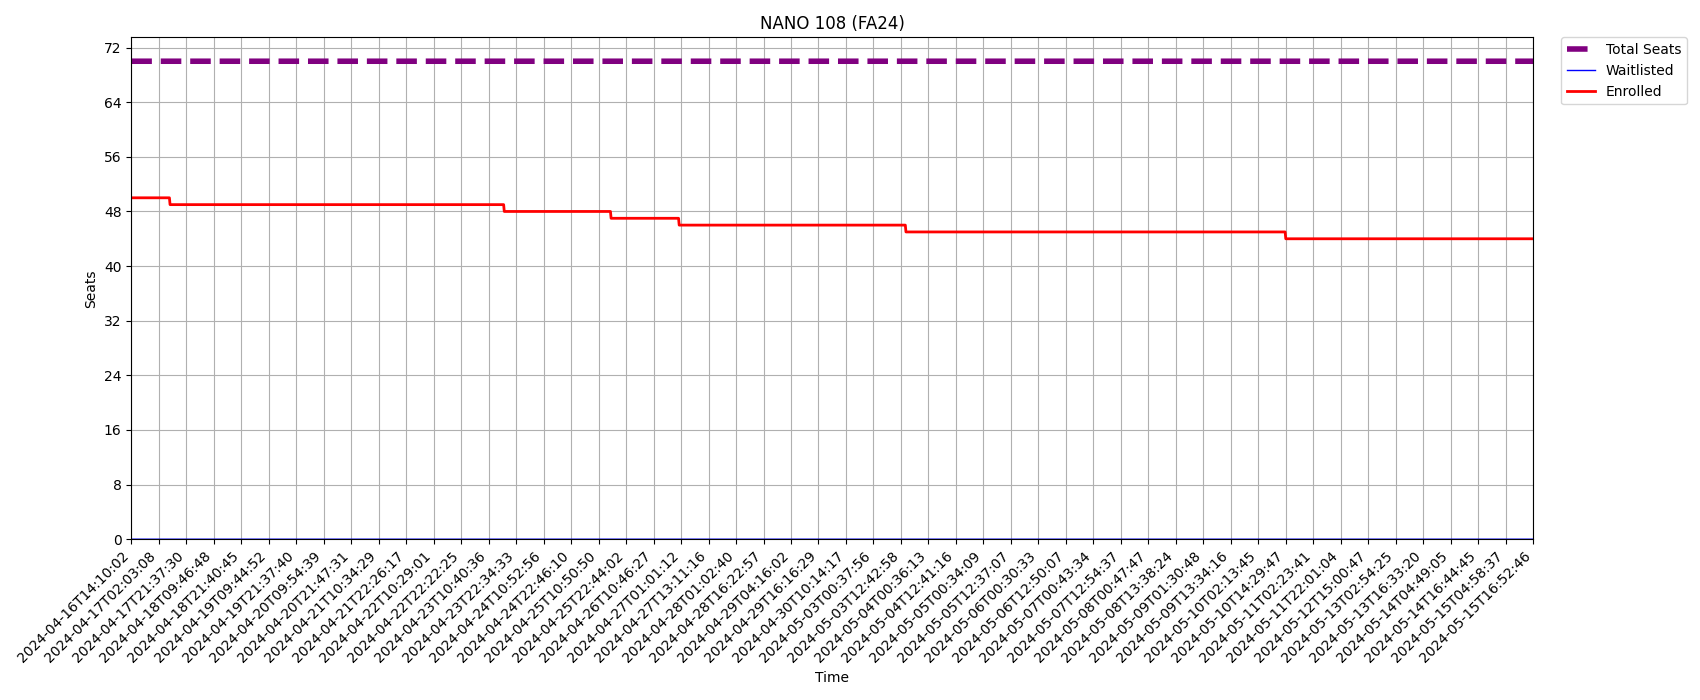 NANO 108 (FA24)
Total Seats
Waitlisted
Enrolled
72
64
56
48
40
32
24
16
8
0
Seats
2024-04-16T14:10:02
2024-04-17T02:03:08
2024-04-17T21:37:30
2024-04-18T09:46:48
2024-04-18T21:40:45
2024-04-19T09:44:52
2024-04-19T21:37:40
2024-04-20T09:54:39
2024-04-20T21:47:31
2024-04-21T10:34:29
2024-04-21T22:26:17
2024-04-22T10:29:01
2024-04-22T22:22:25
2024-04-23T10:40:36
2024-04-23T22:34:33
2024-04-24T10:52:56
2024-04-24T22:46:10
2024-04-25T10:50:50
2024-04-25T22:44:02
2024-04-26T10:46:27
2024-04-27T01:01:12
2024-04-27T13:11:16
2024-04-28T01:02:40
2024-04-28T16:22:57
2024-04-29T04:16:02
2024-04-29T16:16:29
2024-04-30T10:14:17
2024-05-03T00:37:56
2024-05-03T12:42:58
2024-05-04T00:36:13
2024-05-04T12:41:16
2024-05-05T00:34:09
2024-05-05T12:37:07
2024-05-06T00:30:33
2024-05-06T12:50:07
2024-05-07T00:43:34
2024-05-07T12:54:37
2024-05-08T00:47:47
2024-05-08T13:38:24
2024-05-09T01:30:48
2024-05-09T13:34:16
2024-05-10T02:13:45
2024-05-10T14:29:47
2024-05-11T02:23:41
2024-05-11T22:01:04
2024-05-12T15:00:47
2024-05-13T02:54:25
2024-05-13T16:33:20
2024-05-14T04:49:05
2024-05-14T16:44:45
2024-05-15T04:58:37
2024-05-15T16:52:46
Time